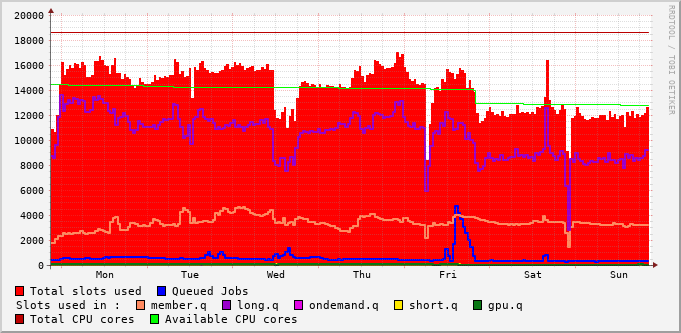 20000
18000
16000
14000
12000
10000
8000
6000
4000
2000
0
Mon Tue Wed Thu Fri Sat Sun
RRDTOOL / TOBI OETIKER
Total slots used Queued Jobs
Slots used in : member.q long.q ondemand.q short.q gpu.q
Total CPU cores Available CPU cores